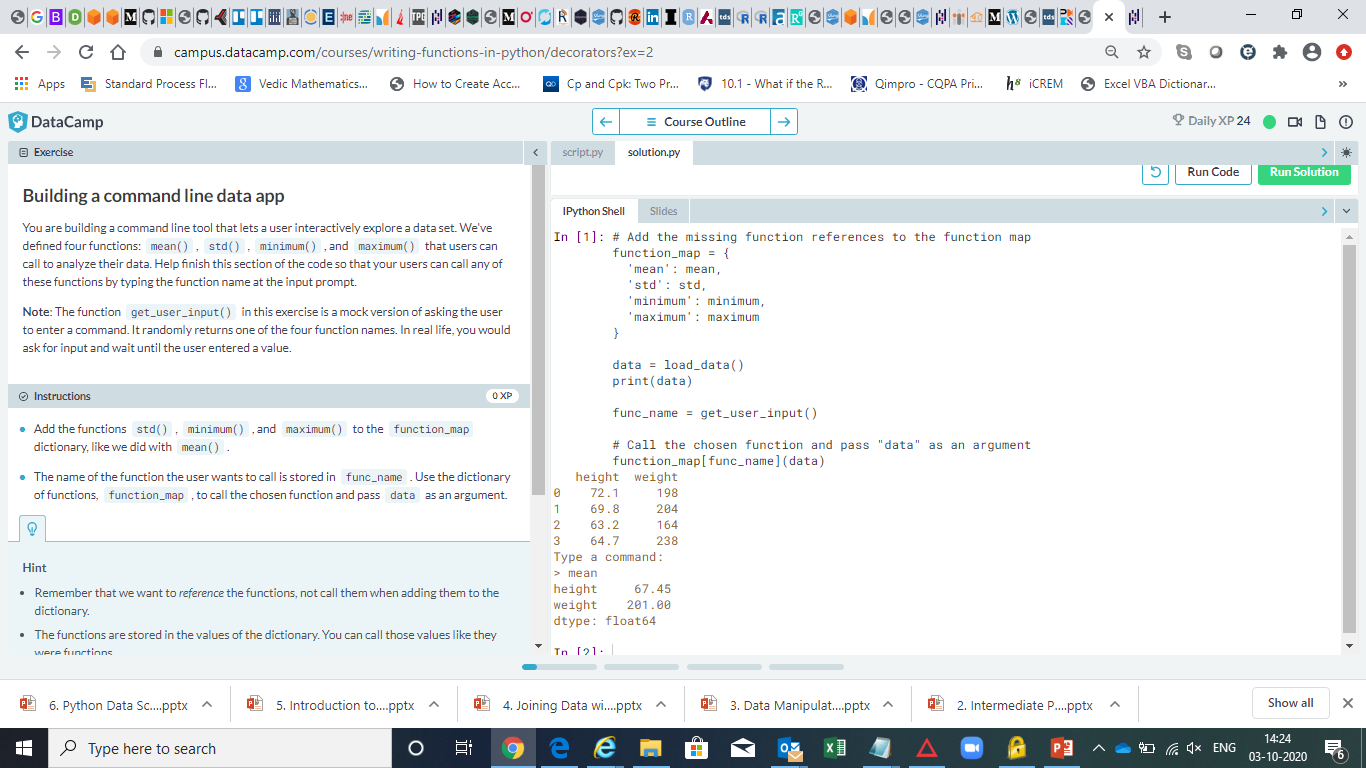 campus.datacamp.com/courses/writing-functions-in-python/decorators?ex=2
Apps
Standard Process Fl...
Vedic Mathematics...
How to Create Acc...
Cp and Cpk: Two Pr...
10.1 - What if the R...
Qimpro - CQPA Pri...
iCREM
Excel VBA Dictionar...
DataCamp
Course Outline
Daily XP 24
Exercise
script.py
solution.py
Building a command line data app
You are building a command line tool that lets a user interactively explore a data set. We've
defined four functions: mean() , std() , minimum() , and maximum() that users can
call to analyze their data. Help finish this section of the code so that your users can call any of
these functions by typing the function name at the input prompt.
Note: The function get_user_input() in this exercise is a mock version of asking the user
to enter a command. It randomly returns one of the four function names. In real life, you would
ask for input and wait until the user entered a value.
Instructions
0 XP
Add the functions std() , minimum() , and maximum() to the function_map
dictionary, like we did with mean() .
The name of the function the user wants to call is stored in func_name . Use the dictionary
of functions, function_map , to call the chosen function and pass data as an argument.
Hint
Remember that we want to reference the functions, not call them when adding them to the
dictionary.
The functions are stored in the values of the dictionary. You can call those values like they
were functions.
Run Code
Run Solution
IPython Shell
Slides
In [1]: # Add the missing function references to the function map
function_map = {
'mean': mean,
'std': std,
'minimum': minimum,
'maximum': maximum
}
data = load_data()
print(data)
func_name = get_user_input()
# Call the chosen function and pass "data" as an argument
function_map[func_name](data)
height weight
0 72.1 198
1 69.8 204
2 63.2 164
3 64.7 238
Type a command:
> mean
height 67.45
weight 201.00
dtype: float64
In [2]:
6. Python Data Sc....pptx
5. Introduction to....pptx
4. Joining Data wi....pptx
3. Data Manipulat....pptx
2. Intermediate P....pptx
Show all
Type here to search
ENG
14:24
03-10-2020
6